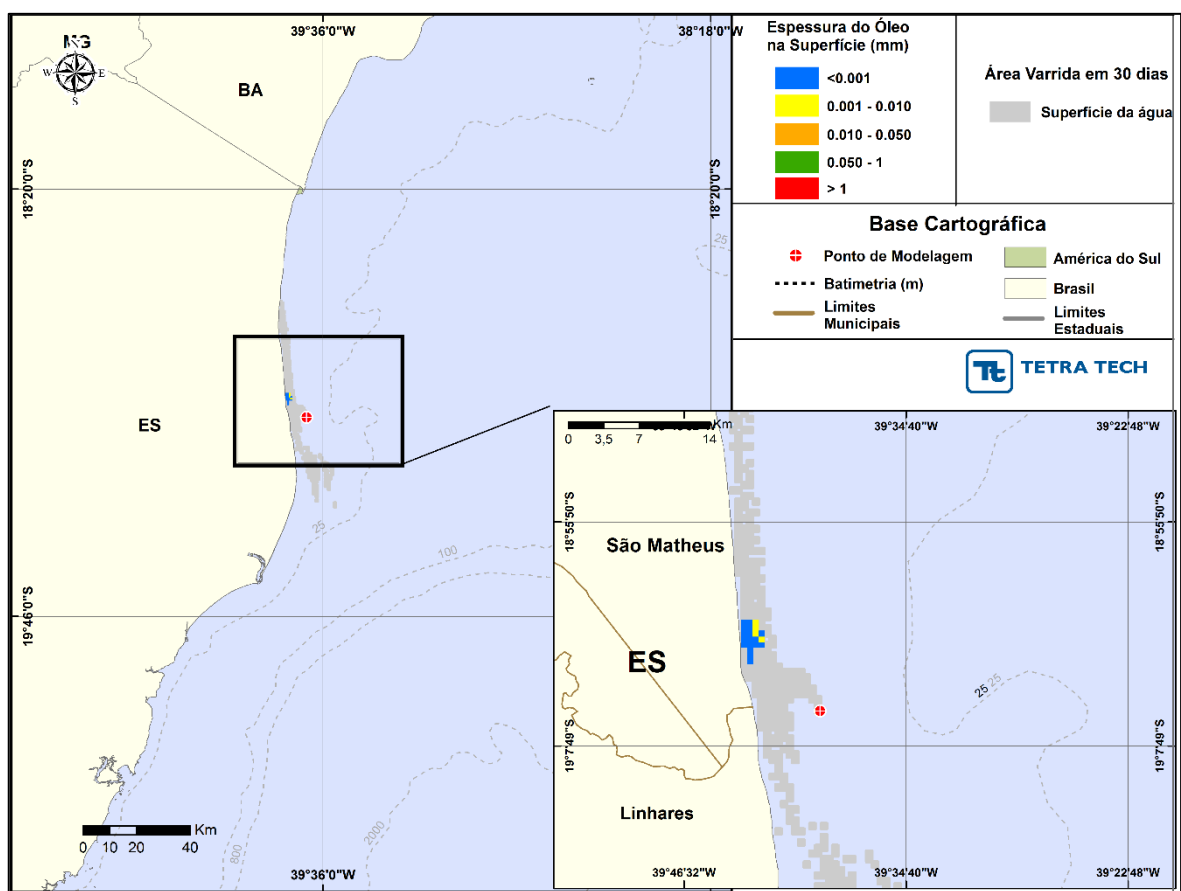 39°36'0"W
38°18'0"W
MG
N
W
E
S
BA
18°20'0"S
18°20'0"S
25
ES
25
100
19°46'0"S
800
2000
Km
0 10 20 40
39°36'0"W
Espessura do Óleo
na Superfície (mm)
<0.001
0.001 - 0.010
0.010 - 0.050
0.050 - 1
> 1
Área Varrida em 30 dias
Superfície da água
Base Cartográfica
Ponto de Modelagem
Batimetria (m)
Limites
Municipais
América do Sul
Brasil
Limites
Estaduais
Tt
TETRA TECH
Km
0 3,5 7 14
39°34'40"W
39°22'48"W
18°55'50"S
18°55'50"S
São Matheus
ES
25 25
19°7'49"S
19°7'49"S
Linhares
39°46'32"W
39°34'40"W
39°22'48"W